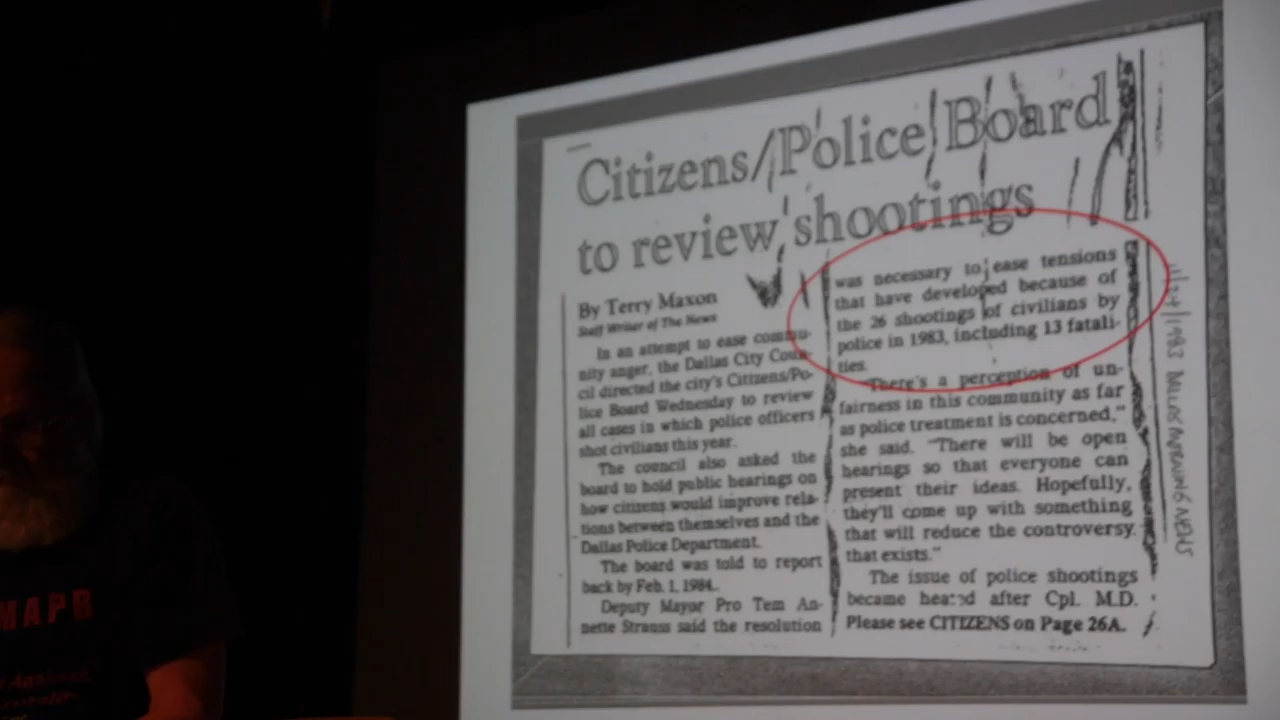 Citizens/Police Board
to review shootings
By Terry Maxon
Staff Writer of The News
In an attempt to ease commu-
nity anger, the Dallas City Coun-
cil directed the city's Citizens/Po-
lice Board Wednesday to review
all cases in which police officers
shot civilians this year.
The council also asked the
board to hold public hearings on
how citizens would improve rela-
tions between themselves and the
Dallas Police Department.
The board was told to report
back by Feb. 1, 1984.
Deputy Mayor Pro Tem An-
nette Strauss said the resolution
was necessary to ease tensions
that have developed because of
the 26 shootings of civilians by
police in 1983, including 13 fatali-
ties.
"There's a perception of un-
fairness in this community as far
as police treatment is concerned,"
she said. "There will be open
hearings so that everyone can
present their ideas. Hopefully,
they'll come up with something
that will reduce the controversy
that exists."
The issue of police shootings
became heated after Cpl. M.D.
Please see CITIZENS on Page 26A.
1983 DALLAS MORNING NEWS
MAPB
Against